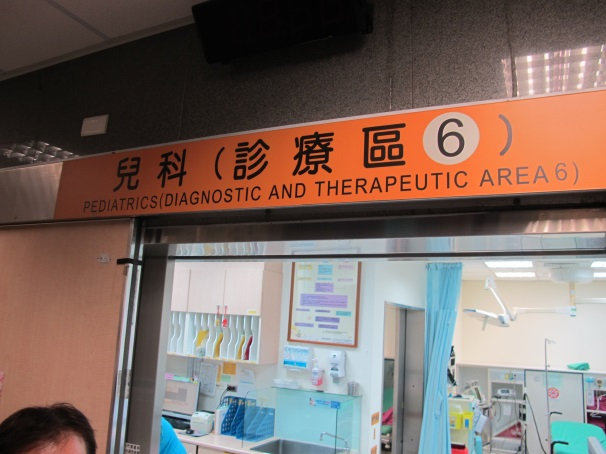 兒科(診療區6)
PEDIATRICS(DIAGNOSTIC AND THERAPEUTIC AREA 6)